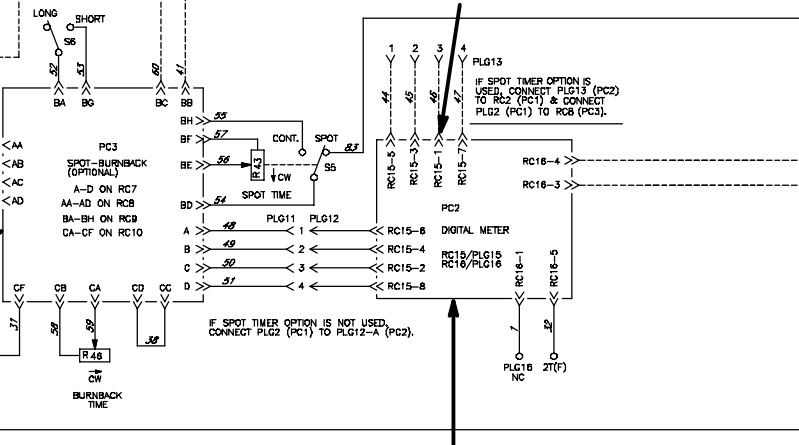 LONG
SHORT
S6
52
53
60
41
BA
BG
BC
BB
1
2
3
4
PLG13
44
45
46
47
IF SPOT TIMER OPTION IS
USED, CONNECT PLG13 (PC2)
TO RC2 (PC1) & CONNECT
PLG2 (PC1) TO RC8 (PC3).
BH
55
BF
57
CONT.
SPOT
83
AA
AB
AC
AD
PC3
SPOT-BURNBACK
(OPTIONAL)
A-D ON RC7
AA-AD ON RC8
BA-BH ON RC9
CA-CF ON RC10
BE
56
R 43
CW
S5
SPOT TIME
BD
54
RC15-5
RC15-3
RC15-1
RC15-7
RC16-4
RC16-3
PC2
PLG11
PLG12
A
48
1
RC15-6
DIGITAL METER
B
49
2
RC15-4
RC15/PLG15
RC16/PLG16
C
50
3
RC15-2
D
51
4
RC15-8
RC16-1
RC16-5
CF
CB
CA
CD
CC
31
58
59
38
1
32
IF SPOT TIMER OPTION IS NOT USED,
CONNECT PLG2 (PC1) TO PLG12-A (PC2).
R 46
CW
BURNBACK
TIME
PLG16
NC
2T(F)